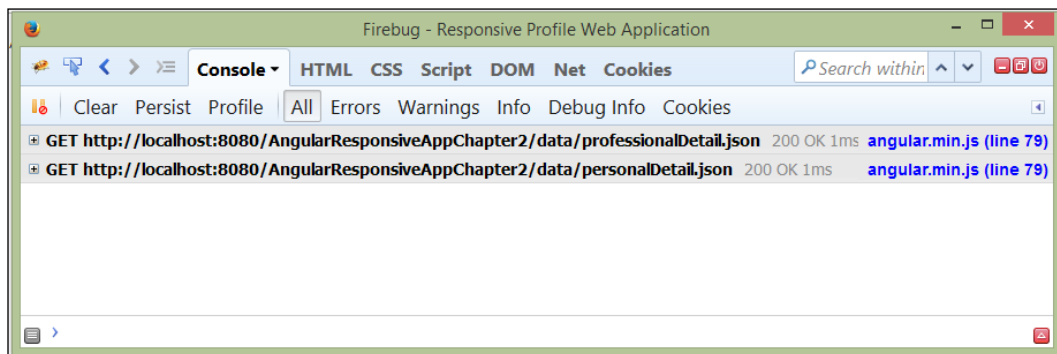 Firebug - Responsive Profile Web Application
Console HTML CSS Script DOM Net Cookies Search within
Clear Persist Profile All Errors Warnings Info Debug Info Cookies
GET http://localhost:8080/AngularResponsiveAppChapter2/data/professionalDetail.json 200 OK 1ms angular.min.js (line 79)
GET http://localhost:8080/AngularResponsiveAppChapter2/data/personalDetail.json 200 OK 1ms angular.min.js (line 79)